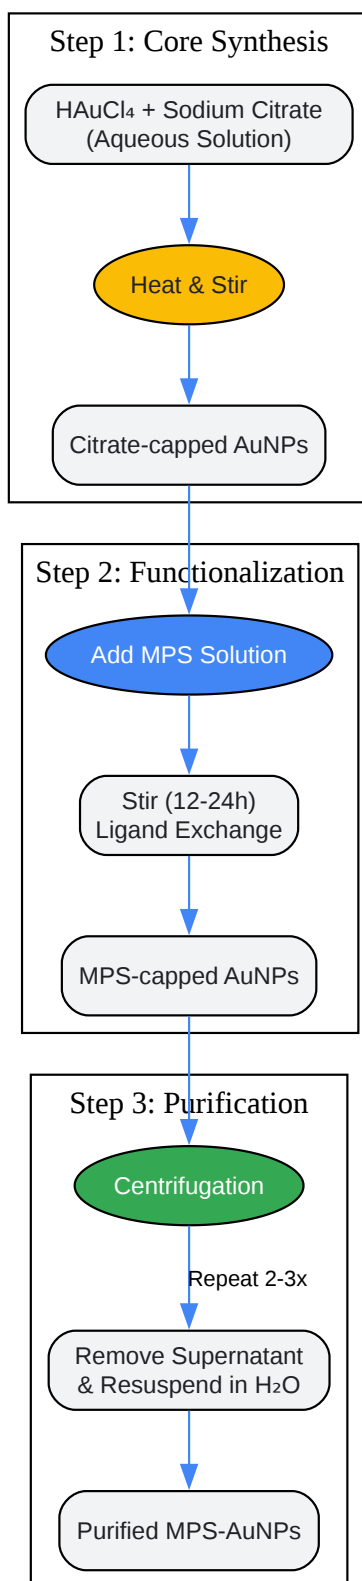 Step 1: Core Synthesis
HAuCl₄ + Sodium Citrate
(Aqueous Solution)
Heat & Stir
Citrate-capped AuNPs
Step 2: Functionalization
Add MPS Solution
Stir (12-24h)
Ligand Exchange
MPS-capped AuNPs
Step 3: Purification
Centrifugation
Repeat 2-3x
Remove Supernatant
& Resuspend in H₂O
Purified MPS-AuNPs